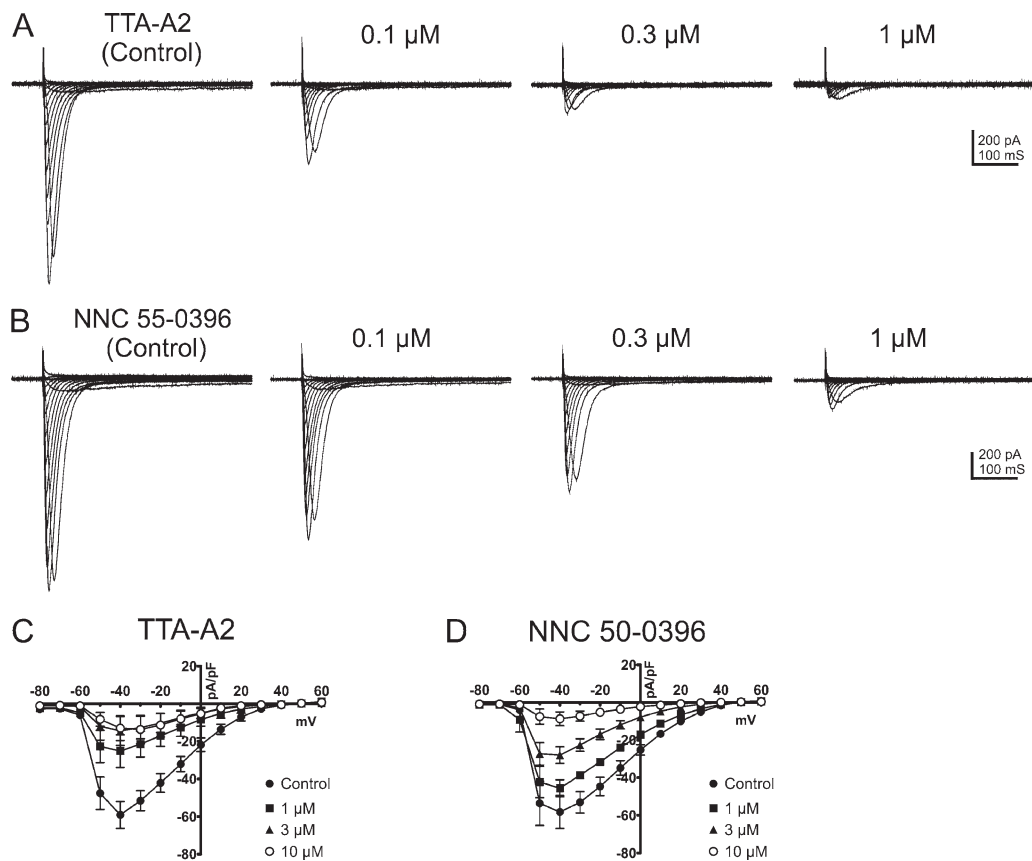 A
TTA-A2
(Control)
0.1 µM
0.3 µM
1 µM
200 pA
100 mS
B
NNC 55-0396
(Control)
0.1 µM
0.3 µM
1 µM
200 pA
100 mS
C
TTA-A2
20
pA/pF
-80
-60
-40
-20
20
40
60
mV
-20
-40
-60
-80
Control
1 µM
3 µM
10 µM
D
NNC 50-0396
20
pA/pF
-80
-60
-40
-20
20
40
60
mV
-20
-40
-60
-80
Control
1 µM
3 µM
10 µM